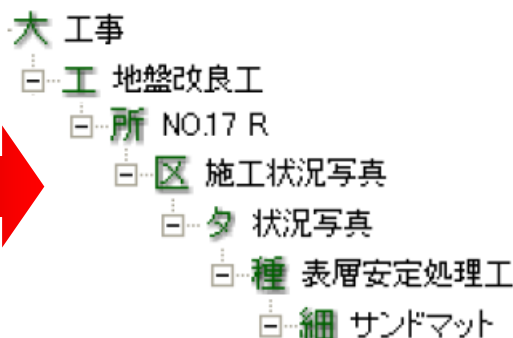 大 工事
工 地盤改良工
所 NO.17 R
区 施工状況写真
タ 状況写真
種 表層安定処理工
細 サンドマット